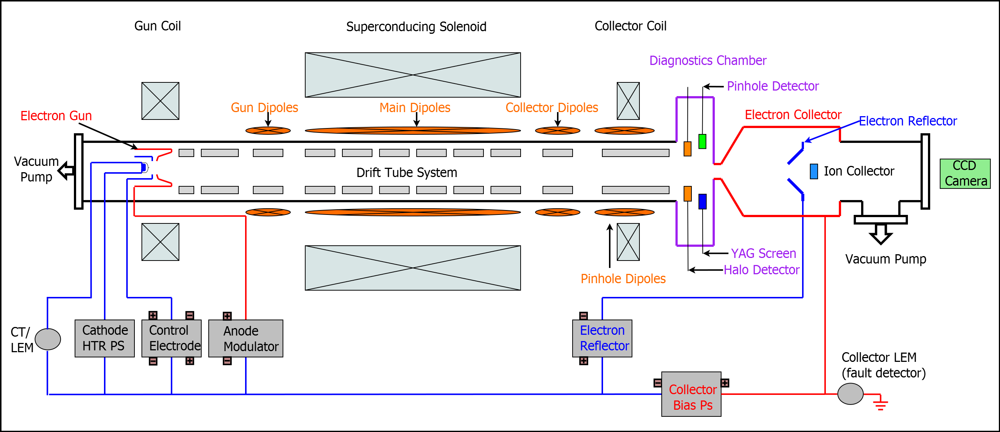 Gun Coil
Superconducing Solenoid
Collector Coil
Diagnostics Chamber
Pinhole Detector
Gun Dipoles
Main Dipoles
Collector Dipoles
Electron Gun
Electron Collector
Electron Reflector
Vacuum
Pump
Drift Tube System
Ion Collector
CCD
Camera
YAG Screen
Halo Detector
Vacuum Pump
Pinhole Dipoles
CT/
LEM
Cathode
HTR PS
+ -
Control
Electrode
- +
+
Anode
Modulator
-
-
Electron
Reflector
+
Collector LEM
(fault detector)
- +
Collector
Bias Ps